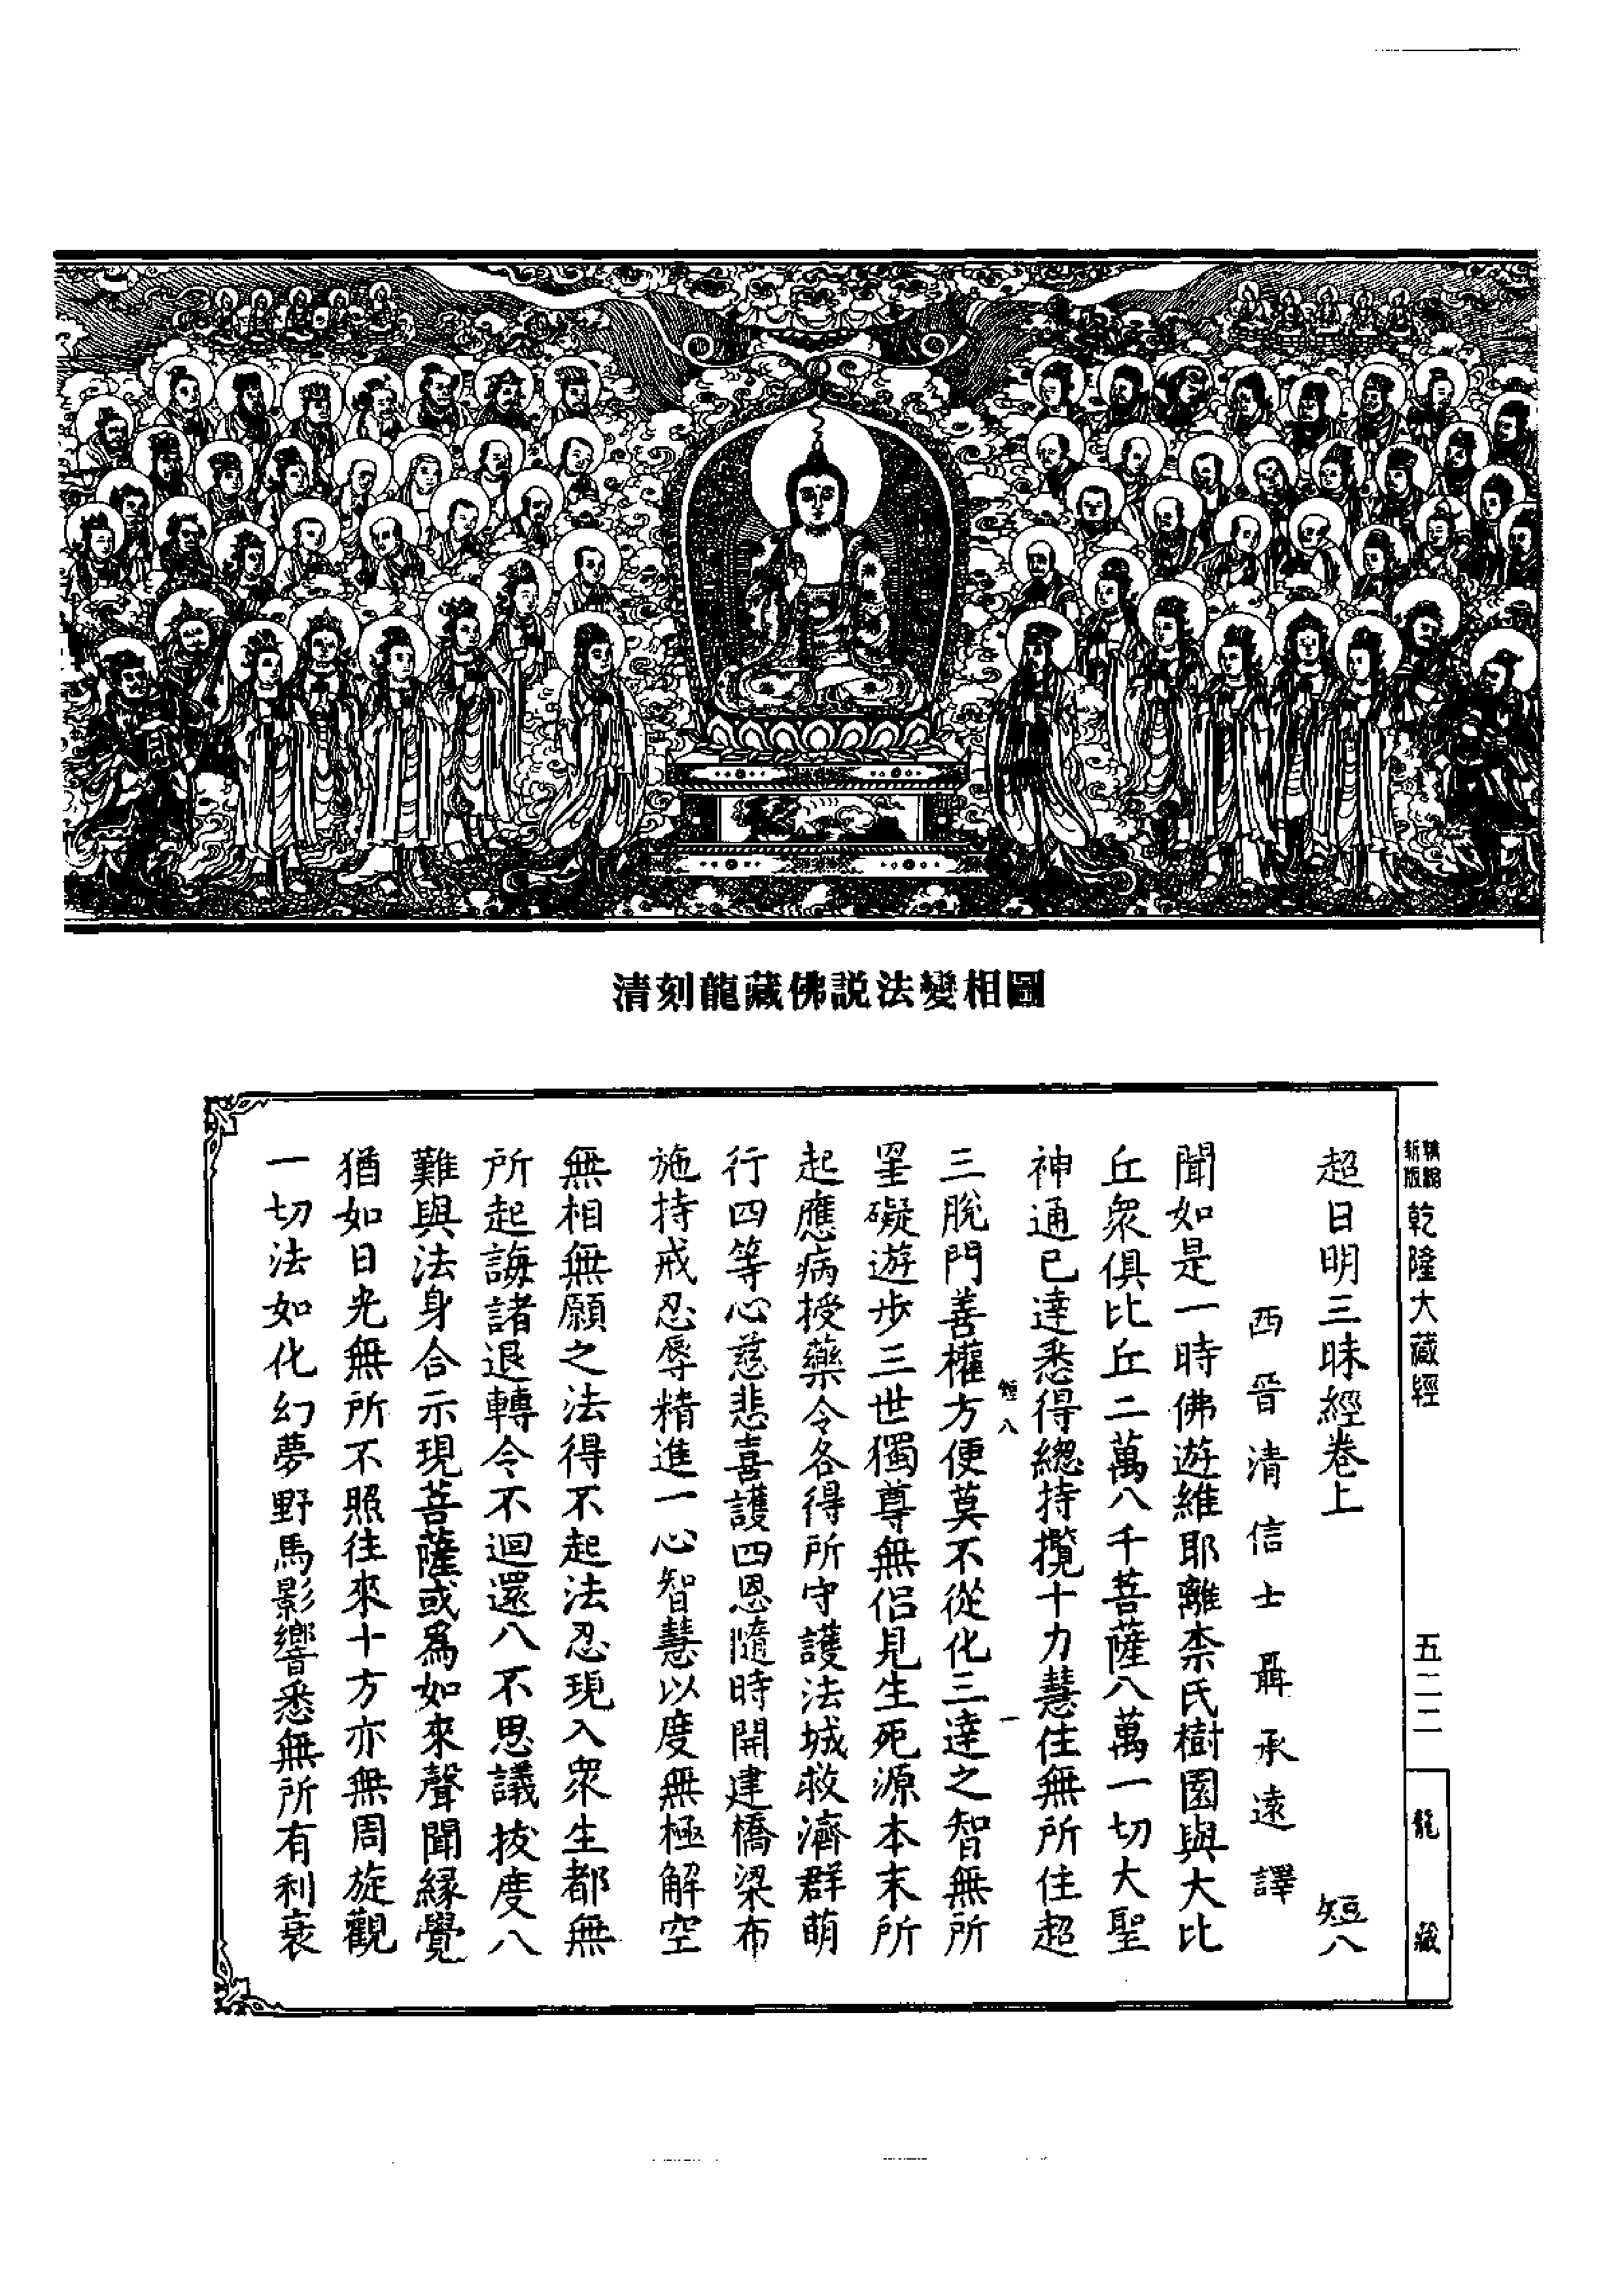 清刻龍藏佛説法變相圖
新版
乾隆大藏經
五二二
龍藏
超日明三昧經卷上 短八
西晉清信士聶承遠譯
聞如是一時佛遊維耶離柰氏樹園與大比
丘衆俱比丘二萬八千菩薩八萬一切大聖
神通已達悉得緫持攬十力慧住無所住超
短八 一
三脫門善權方便莫不從化三達之智無所
罣礙遊步三世獨尊無侣見生死源本末所
起應病授藥令各得所守護法城救濟群萌
行四等心慈悲喜護四恩隨時開建橋梁布
施持戒忍辱精進一心智慧以度無極解空
無相無願之法得不起法忍現入衆生都無
所起誨諸退轉令不迴還八不思議拔度八
難與法身合示現菩薩或爲如來聲聞縁覺
猶如日光無所不照往來十方亦無周旋觀
一切法如化幻夢野馬影響悉無所有利衰